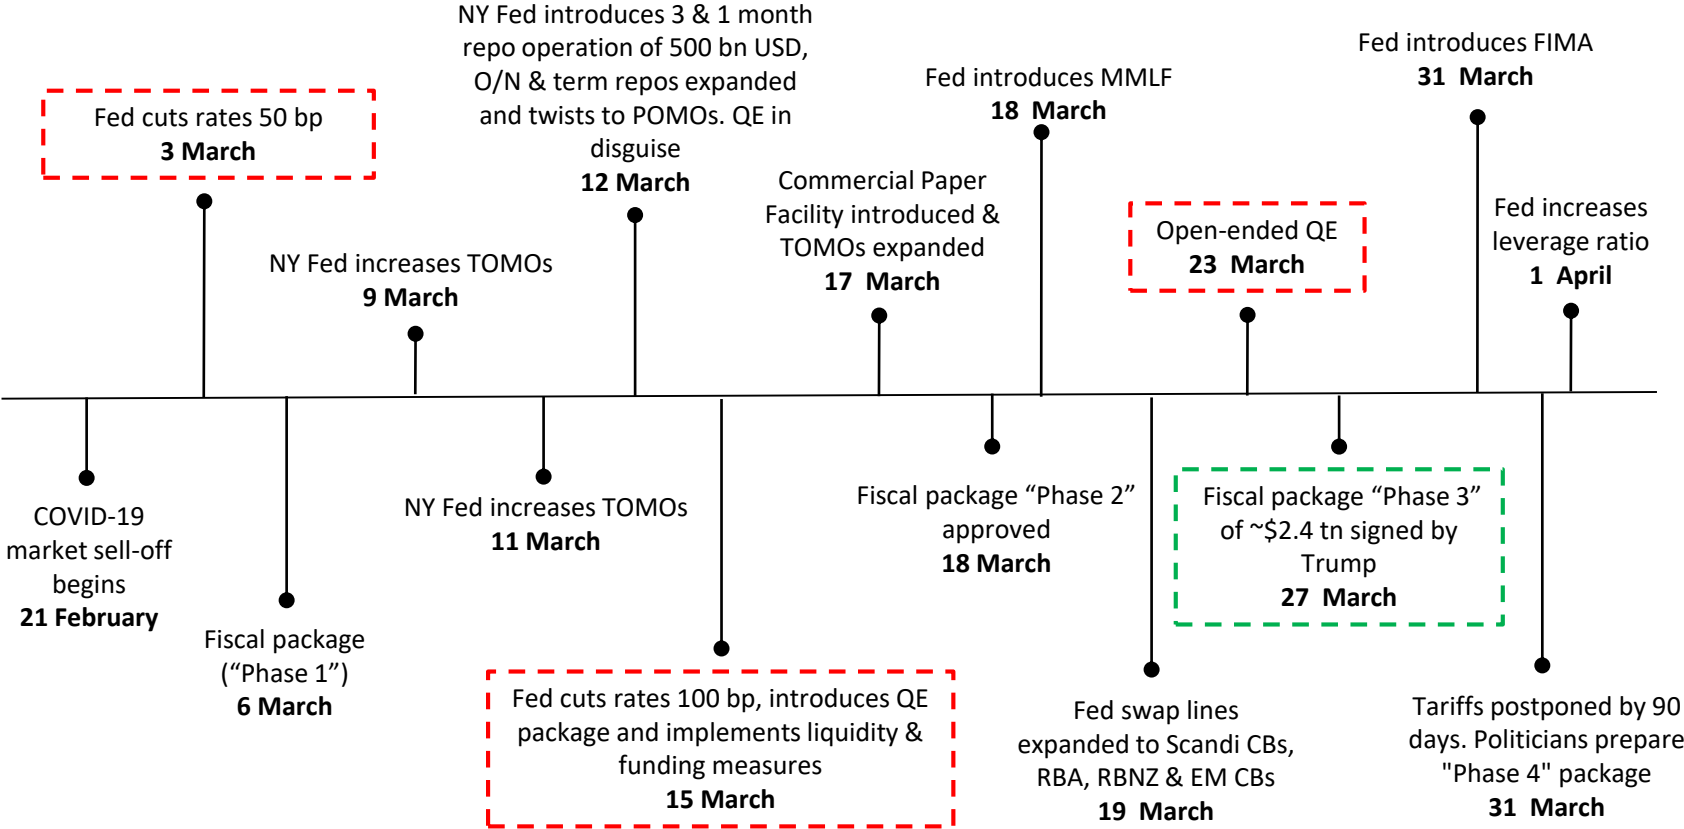 NY Fed introduces 3 & 1 month
repo operation of 500 bn USD,
O/N & term repos expanded
and twists to POMOs. QE in
disguise
12 March
Fed introduces FIMA
31 March
Fed introduces MMLF
18 March
Fed cuts rates 50 bp
3 March
Commercial Paper
Facility introduced &
TOMOs expanded
17 March
Fed increases
leverage ratio
1 April
Open-ended QE
23 March
NY Fed increases TOMOs
9 March
COVID-19
market sell-off
begins
21 February
Fiscal package
(“Phase 1”)
6 March
NY Fed increases TOMOs
11 March
Fed cuts rates 100 bp, introduces QE
package and implements liquidity &
funding measures
15 March
Fiscal package “Phase 2”
approved
18 March
Fed swap lines
expanded to Scandi CBs,
RBA, RBNZ & EM CBs
19 March
Fiscal package “Phase 3”
of ~$2.4 tn signed by
Trump
27 March
Tariffs postponed by 90
days. Politicians prepare
"Phase 4" package
31 March